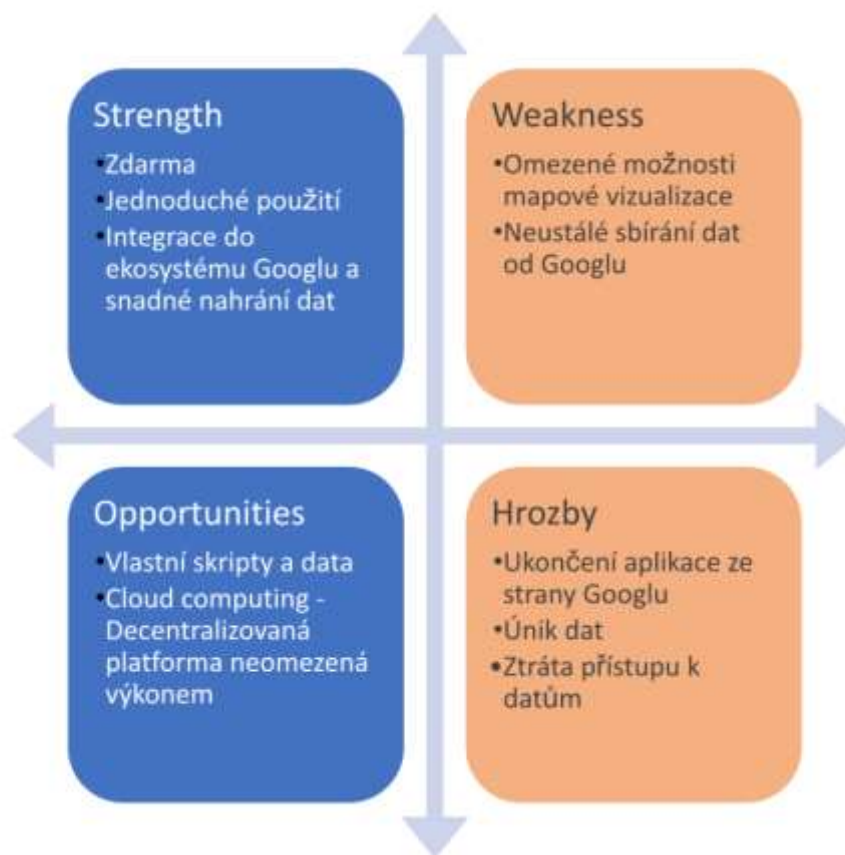 Strength
•Zdarma
•Jednoduché použití
•Integrace do
ekosystému Googlu a
snadné nahrání dat
Weakness
•Omezené možnosti
mapové vizualizace
•Neustálé sbírání dat
od Googlu
Opportunities
•Vlastní skripty a data
•Cloud computing -
Decentralizovaná
platforma neomezená
výkonem
Hrozby
•Ukončení aplikace ze
strany Googlu
•Únik dat
•Ztráta přístupu k
datům